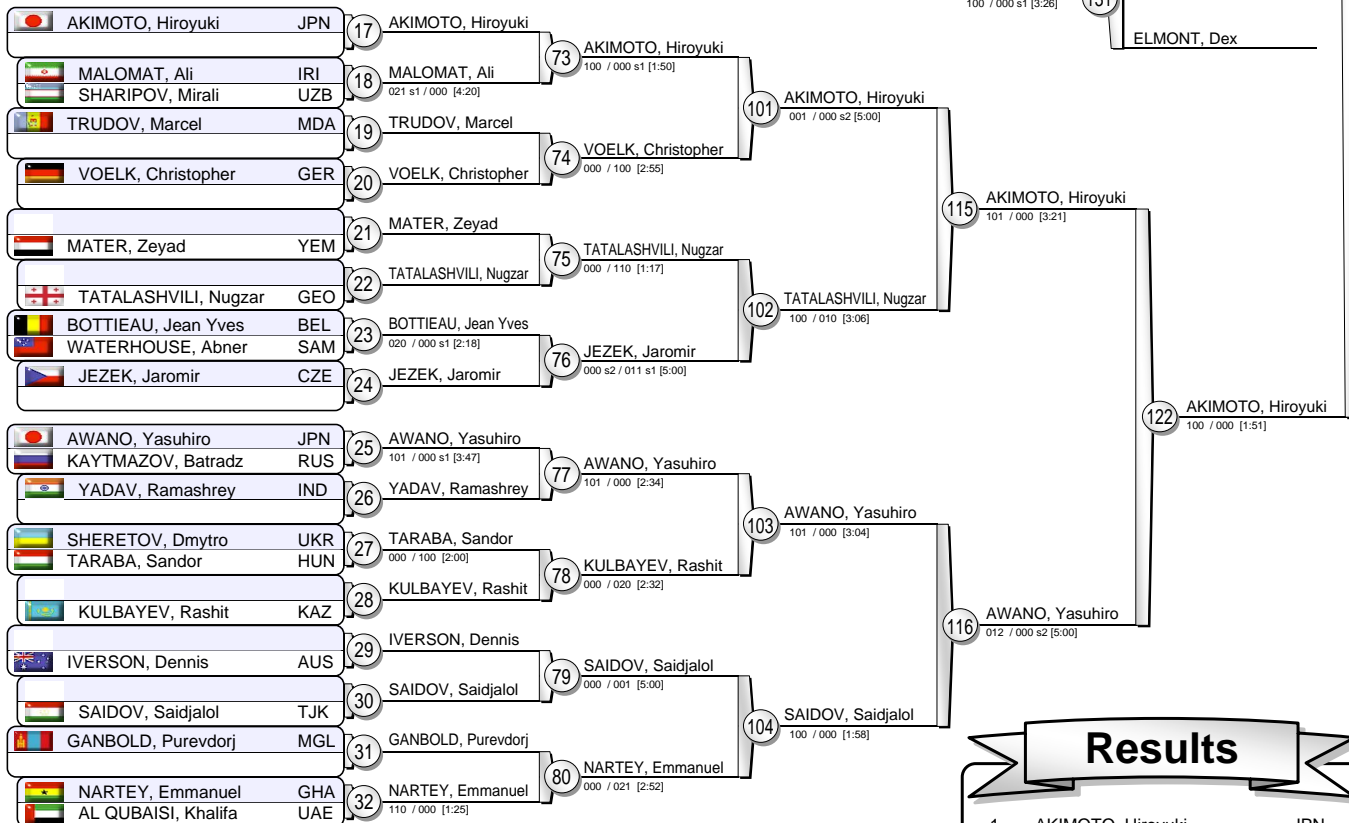 100 / 000 s1 [3:26]
ELMONT, Dex
AKIMOTO, Hiroyuki JPN
MALOMAT, Ali IRI
SHARIPOV, Mirali UZB
TRUDOV, Marcel MDA
VOELK, Christopher GER
MATER, Zeyad YEM
TATALASHVILI, Nugzar GEO
BOTTIEAU, Jean Yves BEL
WATERHOUSE, Abner SAM
JEZEK, Jaromir CZE
AWANO, Yasuhiro JPN
KAYTMAZOV, Batradz RUS
YADAV, Ramashrey IND
SHERETOV, Dmytro UKR
TARABA, Sandor HUN
KULBAYEV, Rashit KAZ
IVERSON, Dennis AUS
SAIDOV, Saidjalol TJK
GANBOLD, Purevdorj MGL
NARTEY, Emmanuel GHA
AL QUBAISI, Khalifa UAE
17 AKIMOTO, Hiroyuki
18 MALOMAT, Ali
021 s1 / 000 [4:20]
19 TRUDOV, Marcel
20 VOELK, Christopher
21 MATER, Zeyad
22 TATALASHVILI, Nugzar
23 BOTTIEAU, Jean Yves
020 / 000 s1 [2:18]
24 JEZEK, Jaromir
25 AWANO, Yasuhiro
101 / 000 s1 [3:47]
26 YADAV, Ramashrey
27 TARABA, Sandor
000 / 100 [2:00]
28 KULBAYEV, Rashit
29 IVERSON, Dennis
30 SAIDOV, Saidjalol
31 GANBOLD, Purevdorj
32 NARTEY, Emmanuel
110 / 000 [1:25]
73 AKIMOTO, Hiroyuki
100 / 000 s1 [1:50]
74 VOELK, Christopher
000 / 100 [2:55]
75 TATALASHVILI, Nugzar
000 / 110 [1:17]
76 JEZEK, Jaromir
000 s2 / 011 s1 [5:00]
77 AWANO, Yasuhiro
101 / 000 [2:34]
78 KULBAYEV, Rashit
000 / 020 [2:32]
79 SAIDOV, Saidjalol
000 / 001 [5:00]
80 NARTEY, Emmanuel
000 / 021 [2:52]
101 AKIMOTO, Hiroyuki
001 / 000 s2 [5:00]
102 TATALASHVILI, Nugzar
100 / 010 [3:06]
103 AWANO, Yasuhiro
101 / 000 [3:04]
104 SAIDOV, Saidjalol
100 / 000 [1:58]
115 AKIMOTO, Hiroyuki
101 / 000 [3:21]
116 AWANO, Yasuhiro
012 / 000 s2 [5:00]
122 AKIMOTO, Hiroyuki
100 / 000 [1:51]
Results
1 AKIMOTO, Hiroyuki JPN